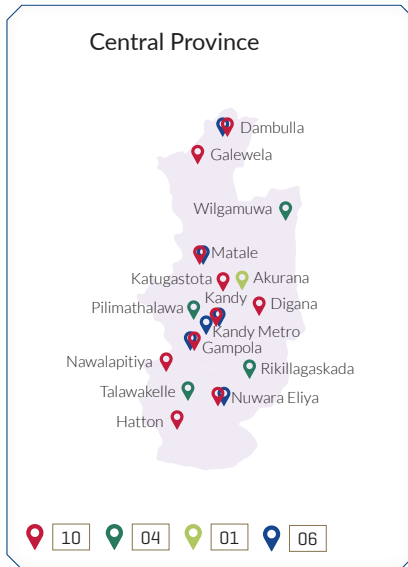 Central Province
Dambulla
Galewela
Wilgamuwa
Matale
Katugastota
Akurana
Kandy
Pilimathalawa
Digana
Kandy Metro
Gampola
Nawalapitiya
Rikillagaskada
Talawakelle
Nuwara Eliya
Hatton
10 04 01 06